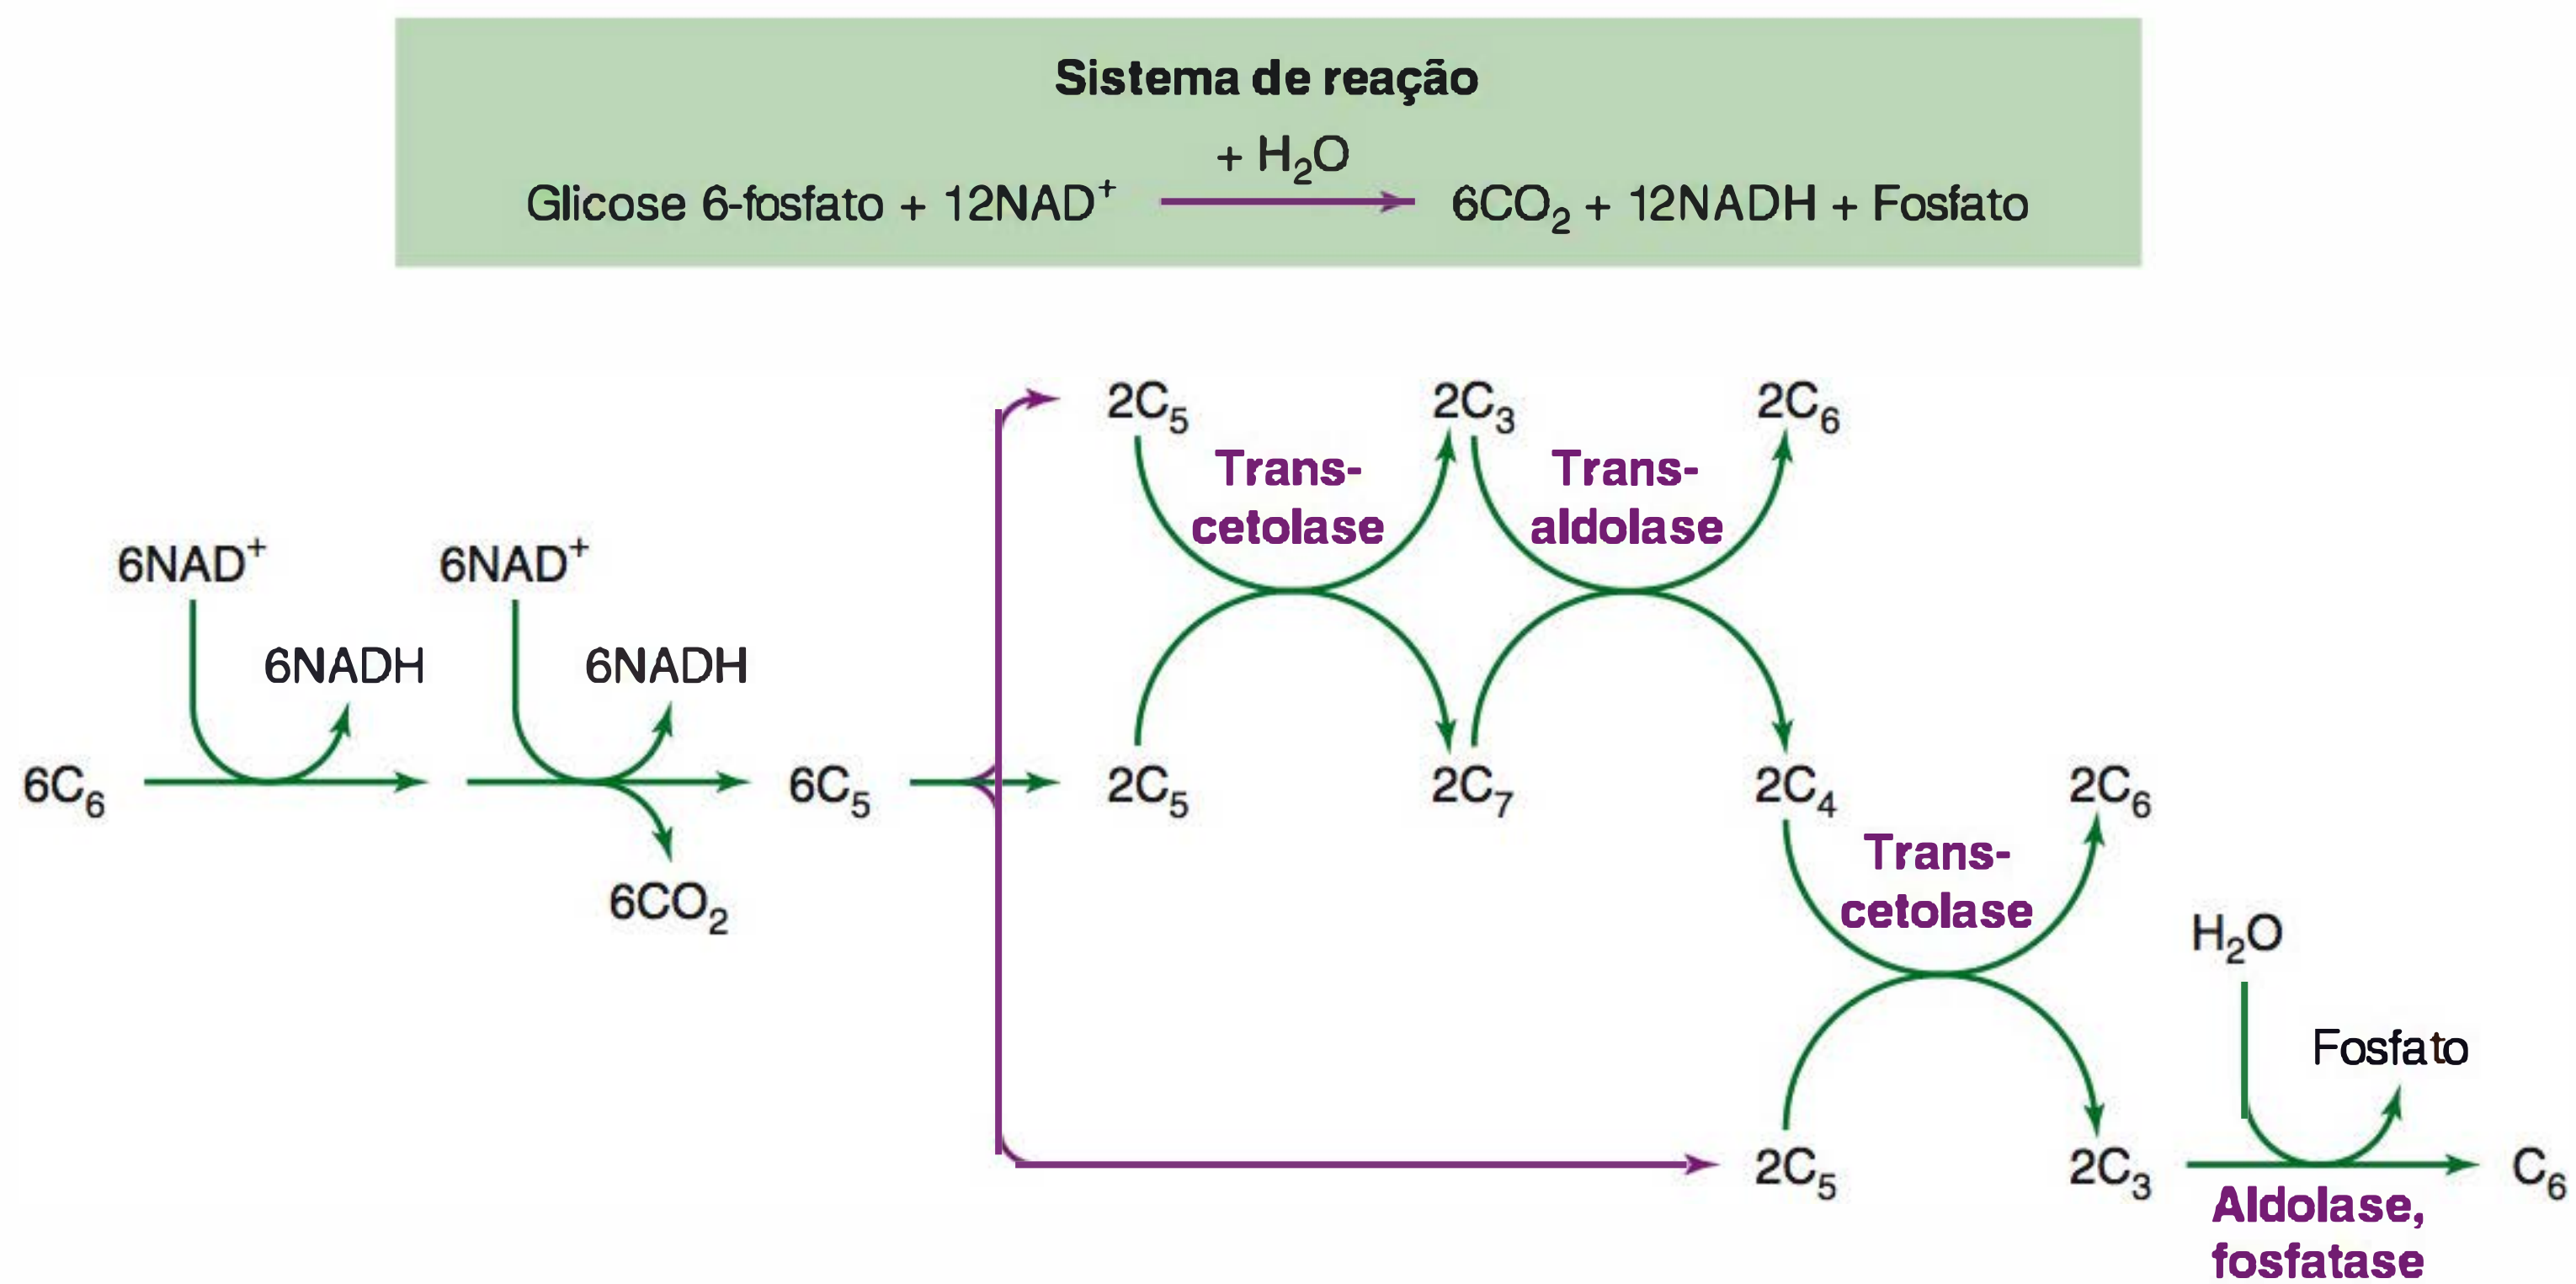 Sistema de reação
+ H₂O
Glicose 6-fosfato + 12NAD⁺ → 6CO₂ + 12NADH + Fosfato
2C₅ 2C₃ 2C₆
Trans-
cetolase
Trans-
aldolase
6NAD⁺ 6NAD⁺
6NADH 6NADH
6C₆ 6C₅ 2C₅ 2C₇ 2C₄ 2C₆
6CO₂
Trans-
cetolase
H₂O
Fosfato
2C₅ 2C₃ C₆
Aldolase,
fosfatase